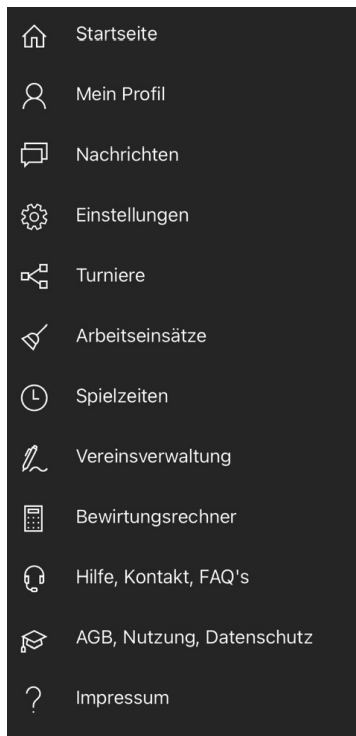 Startseite
Mein Profil
Nachrichten
Einstellungen
Turniere
Arbeitseinsätze
Spielzeiten
Vereinsverwaltung
Bewirtungsrechner
Hilfe, Kontakt, FAQ's
AGB, Nutzung, Datenschutz
Impressum